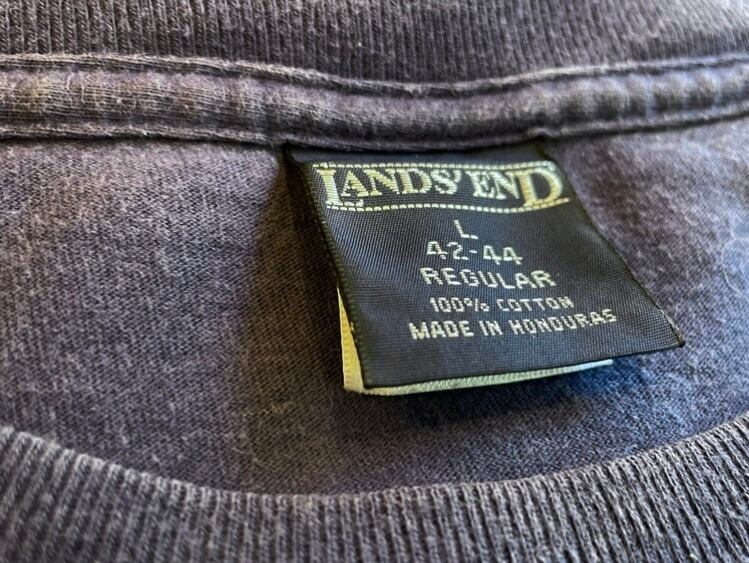 LANDS' END
L
42-44
REGULAR
100% COTTON
MADE IN HONDURAS